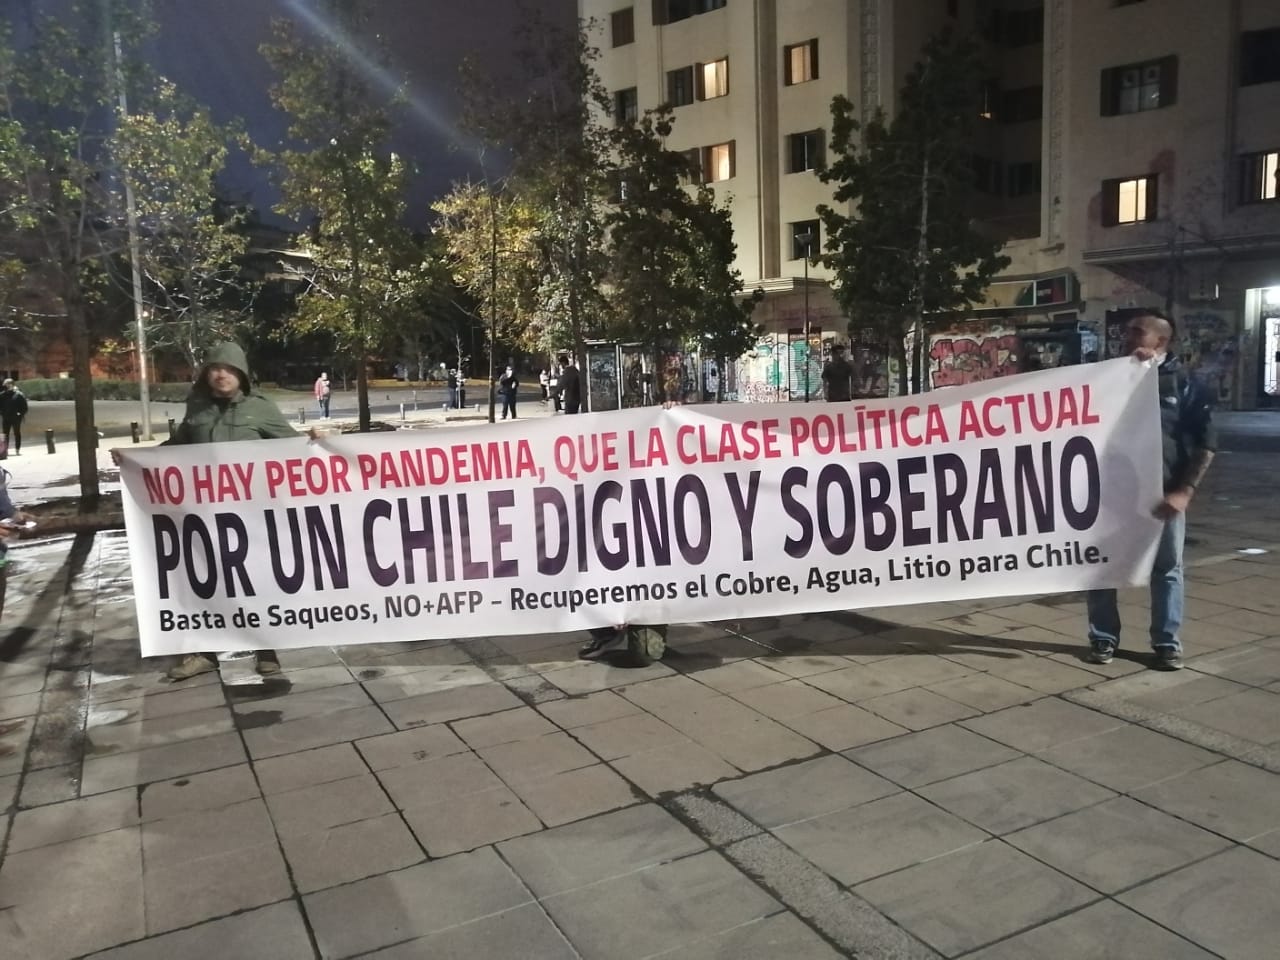 NO HAY PEOR PANDEMIA, QUE LA CLASE POLÍTICA ACTUAL
POR UN CHILE DIGNO Y SOBERANO
Basta de Saqueos, NO+AFP – Recuperemos el Cobre, Agua, Litio para Chile.